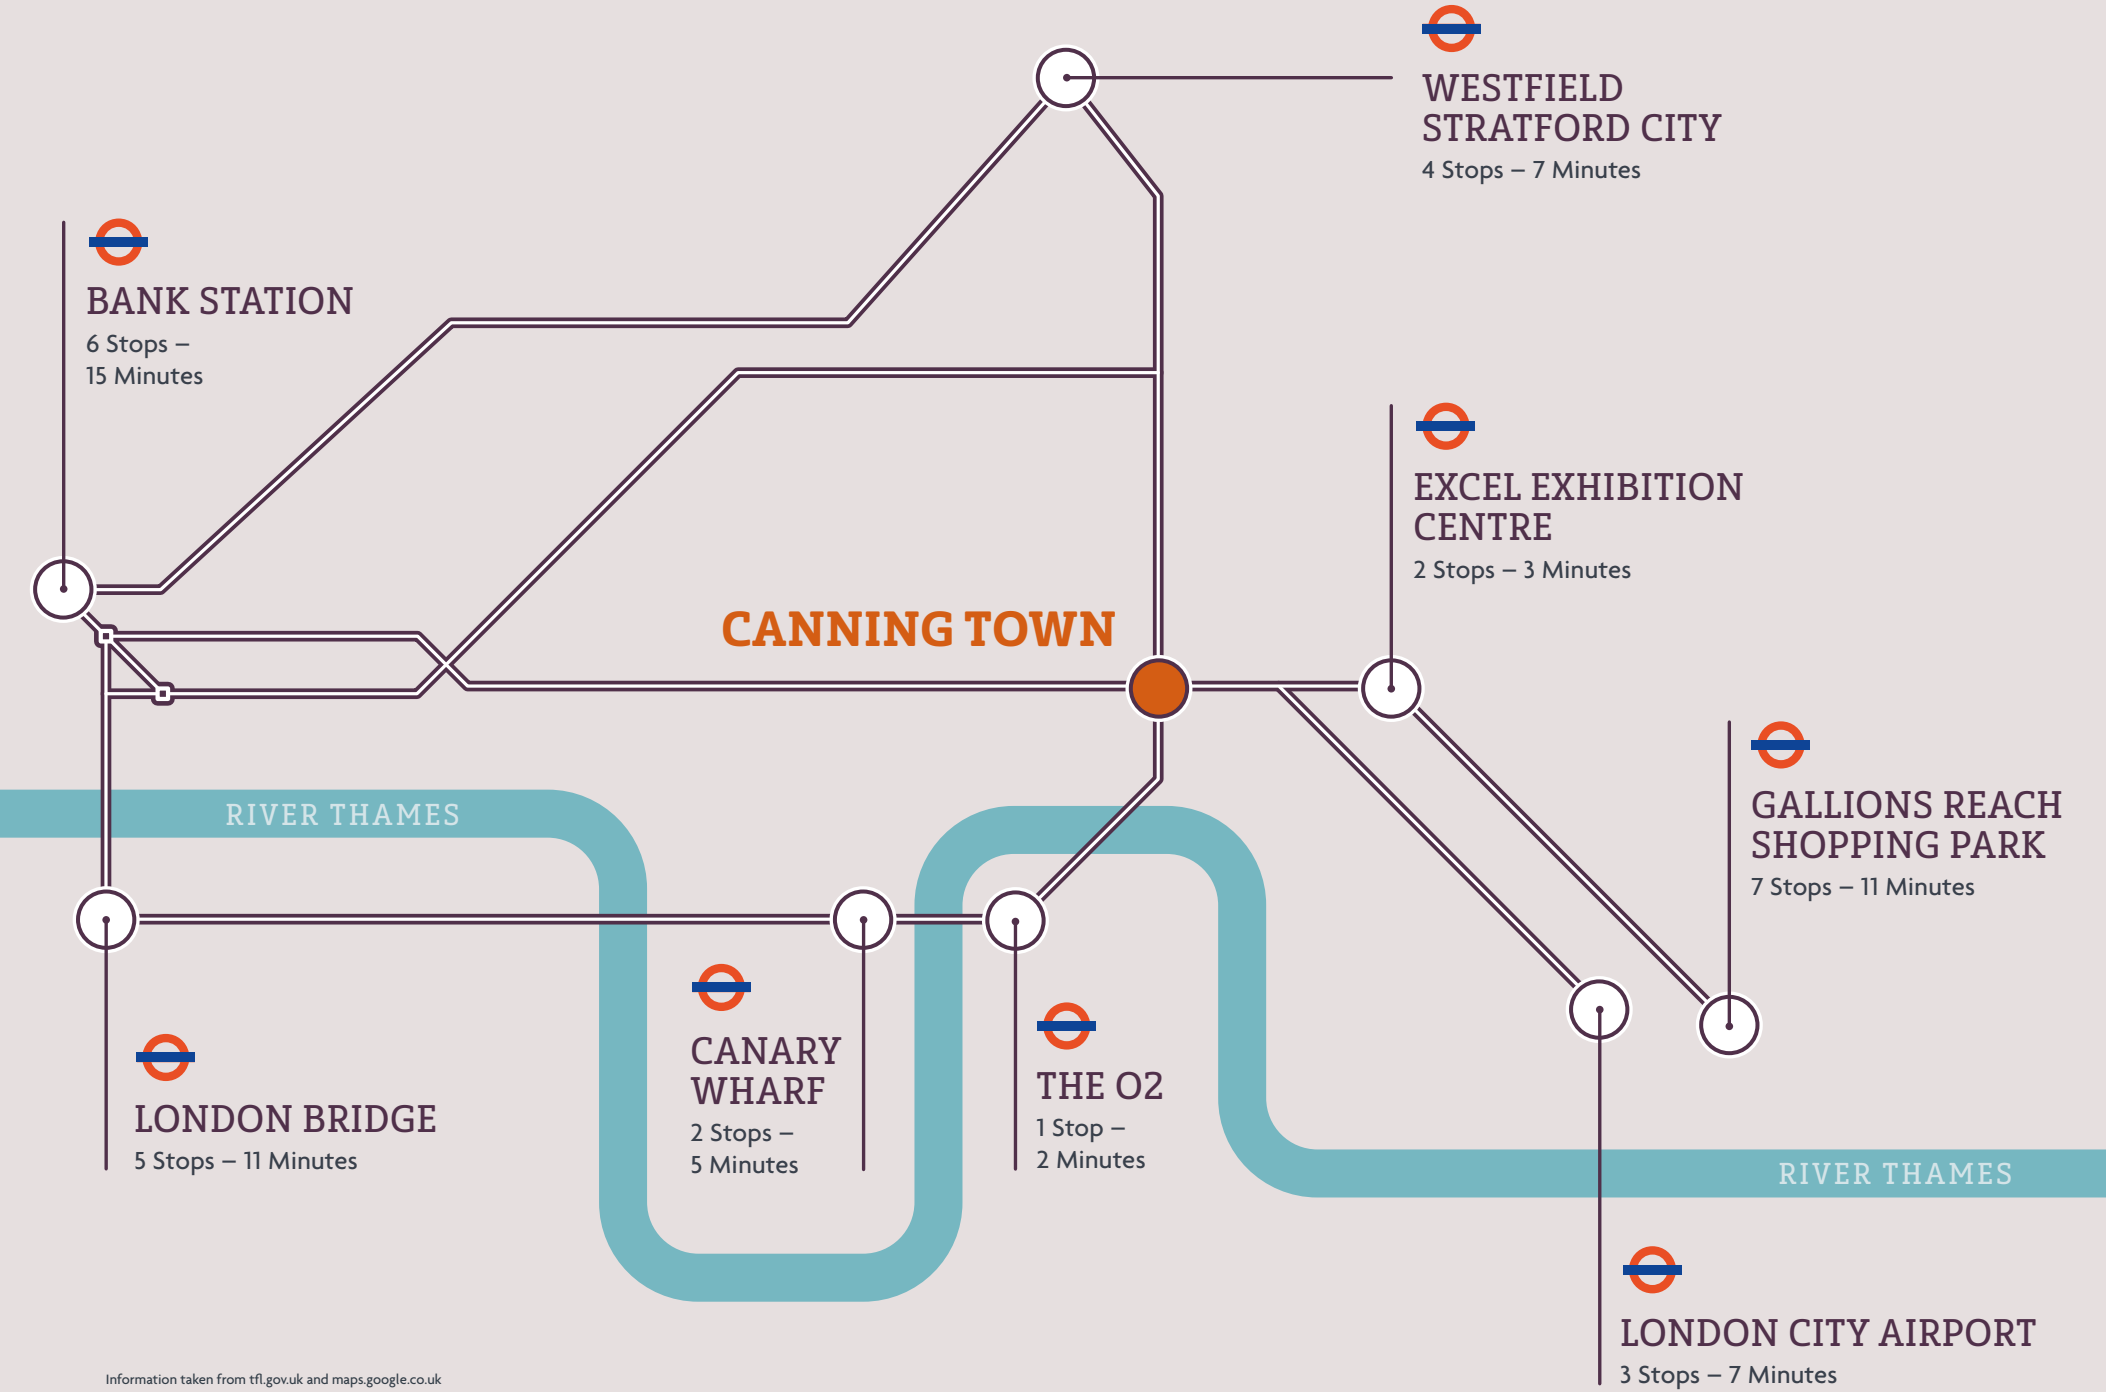 WESTFIELD
STRATFORD CITY
4 Stops – 7 Minutes
BANK STATION
6 Stops –
15 Minutes
EXCEL EXHIBITION
CENTRE
2 Stops – 3 Minutes
CANNING TOWN
GALLIONS REACH
SHOPPING PARK
7 Stops – 11 Minutes
RIVER THAMES
CANARY
WHARF
2 Stops –
5 Minutes
THE O2
1 Stop –
2 Minutes
LONDON BRIDGE
5 Stops – 11 Minutes
RIVER THAMES
LONDON CITY AIRPORT
3 Stops – 7 Minutes
Information taken from tfl.gov.uk and maps.google.co.uk